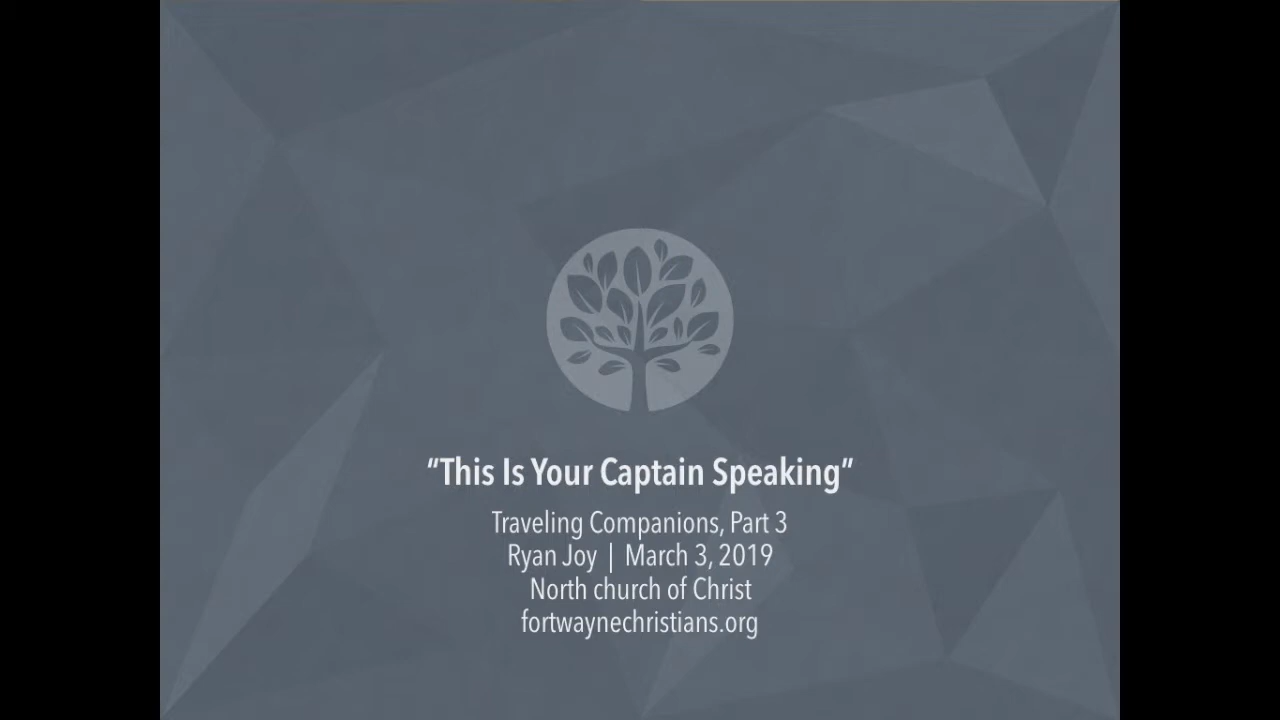 “This Is Your Captain Speaking”
Traveling Companions, Part 3
Ryan Joy | March 3, 2019
North church of Christ
fortwaynechristians.org